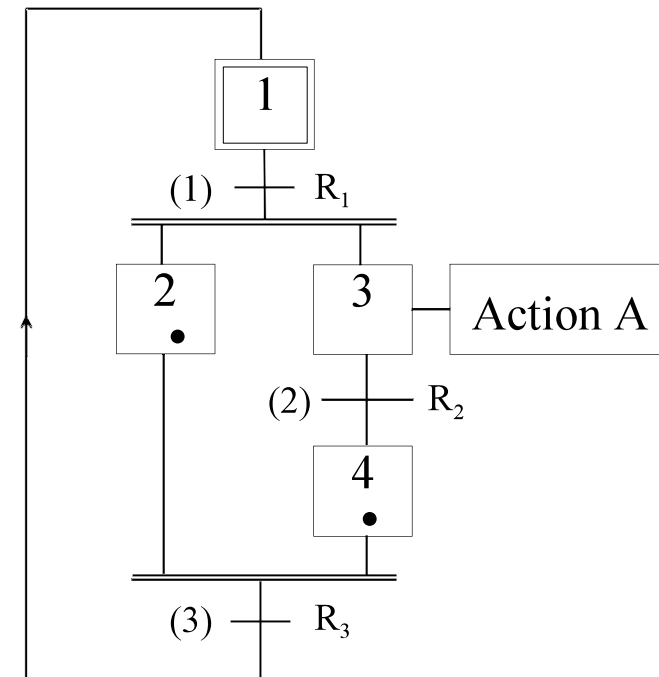 1
(1) R₁
2
3
Action A
(2) R₂
4
(3) R₃